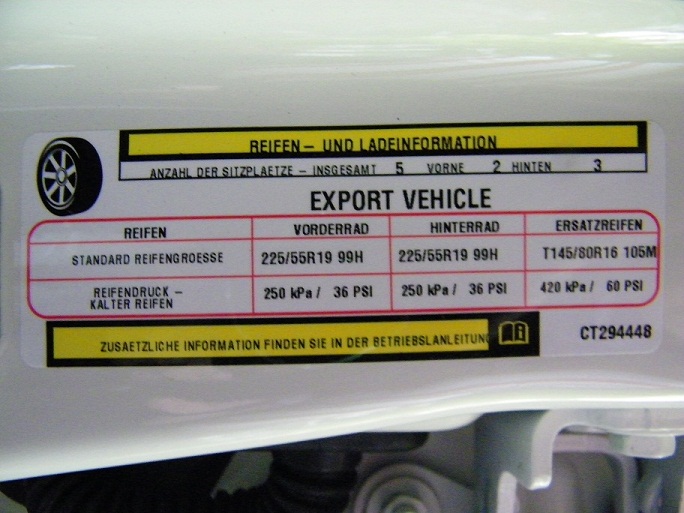 REIFEN – UND LADEINFORMATION
ANZAHL DER SITZPLAETZE – INSGESAMT 5 VORNE 2 HINTEN 3
EXPORT VEHICLE
REIFEN VORDERRAD HINTERRAD ERSATZREIFEN
STANDARD REIFENGROESSE 225/55R19 99H 225/55R19 99H T145/80R16 105M
REIFENDRUCK –
KALTER REIFEN 250 kPa / 36 PSI 250 kPa / 36 PSI 420 kPa / 60 PSI
ZUSAETZLICHE INFORMATION FINDEN SIE IN DER BETRIEBSLANLEITUNG
CT294448